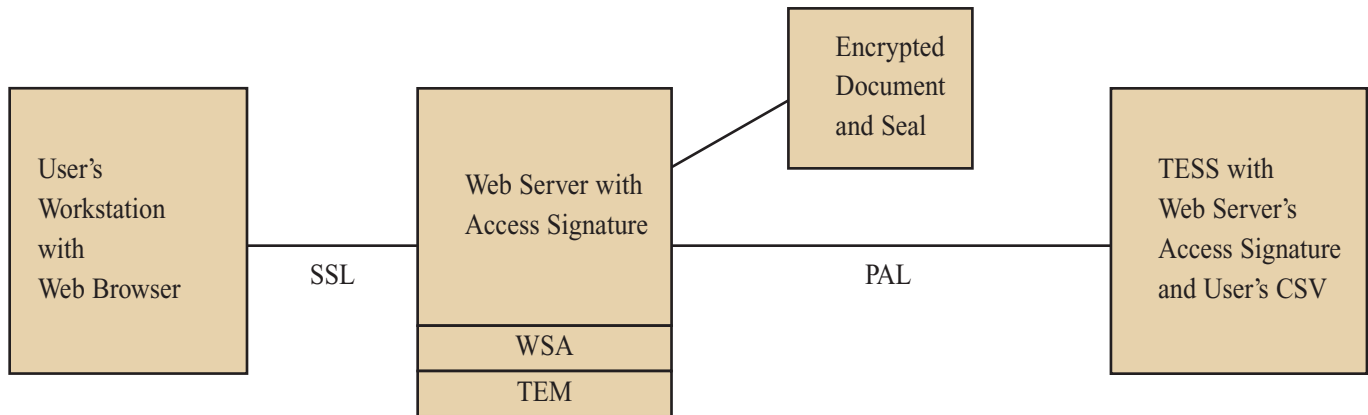 User’s
Workstation
with
Web Browser
SSL
Web Server with
Access Signature
WSA
TEM
Encrypted
Document
and Seal
PAL
TESS with
Web Server’s
Access Signature
and User’s CSV